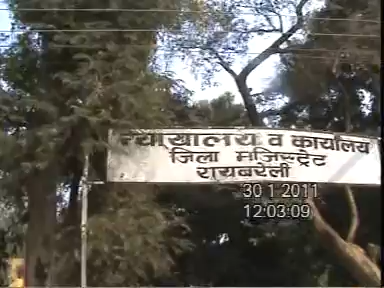 न्यायालय व कार्यालय
जिला मजिस्ट्रेट
रायबरेली
30 1 2011
12:03:09